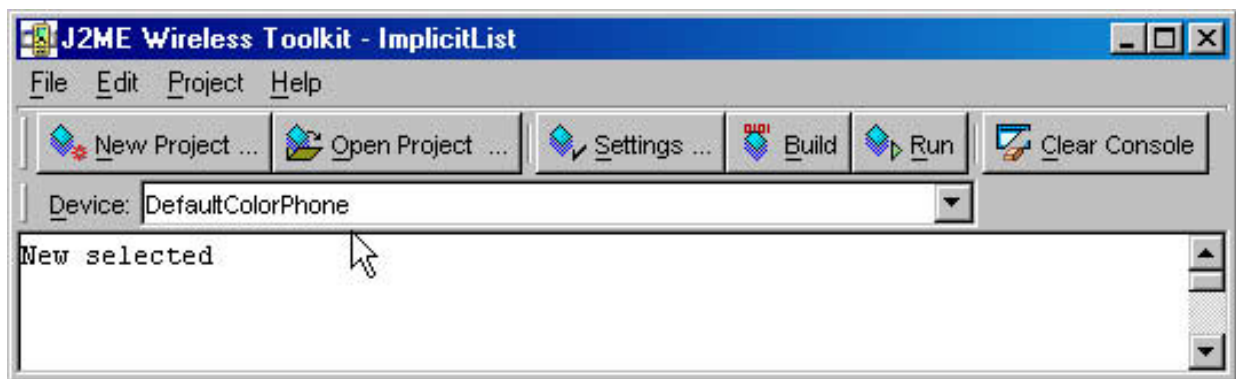 J2ME Wireless Toolkit - ImplicitList
File Edit Project Help
New Project ... Open Project ... Settings ... Build Run Clear Console
Device: DefaultColorPhone
New selected